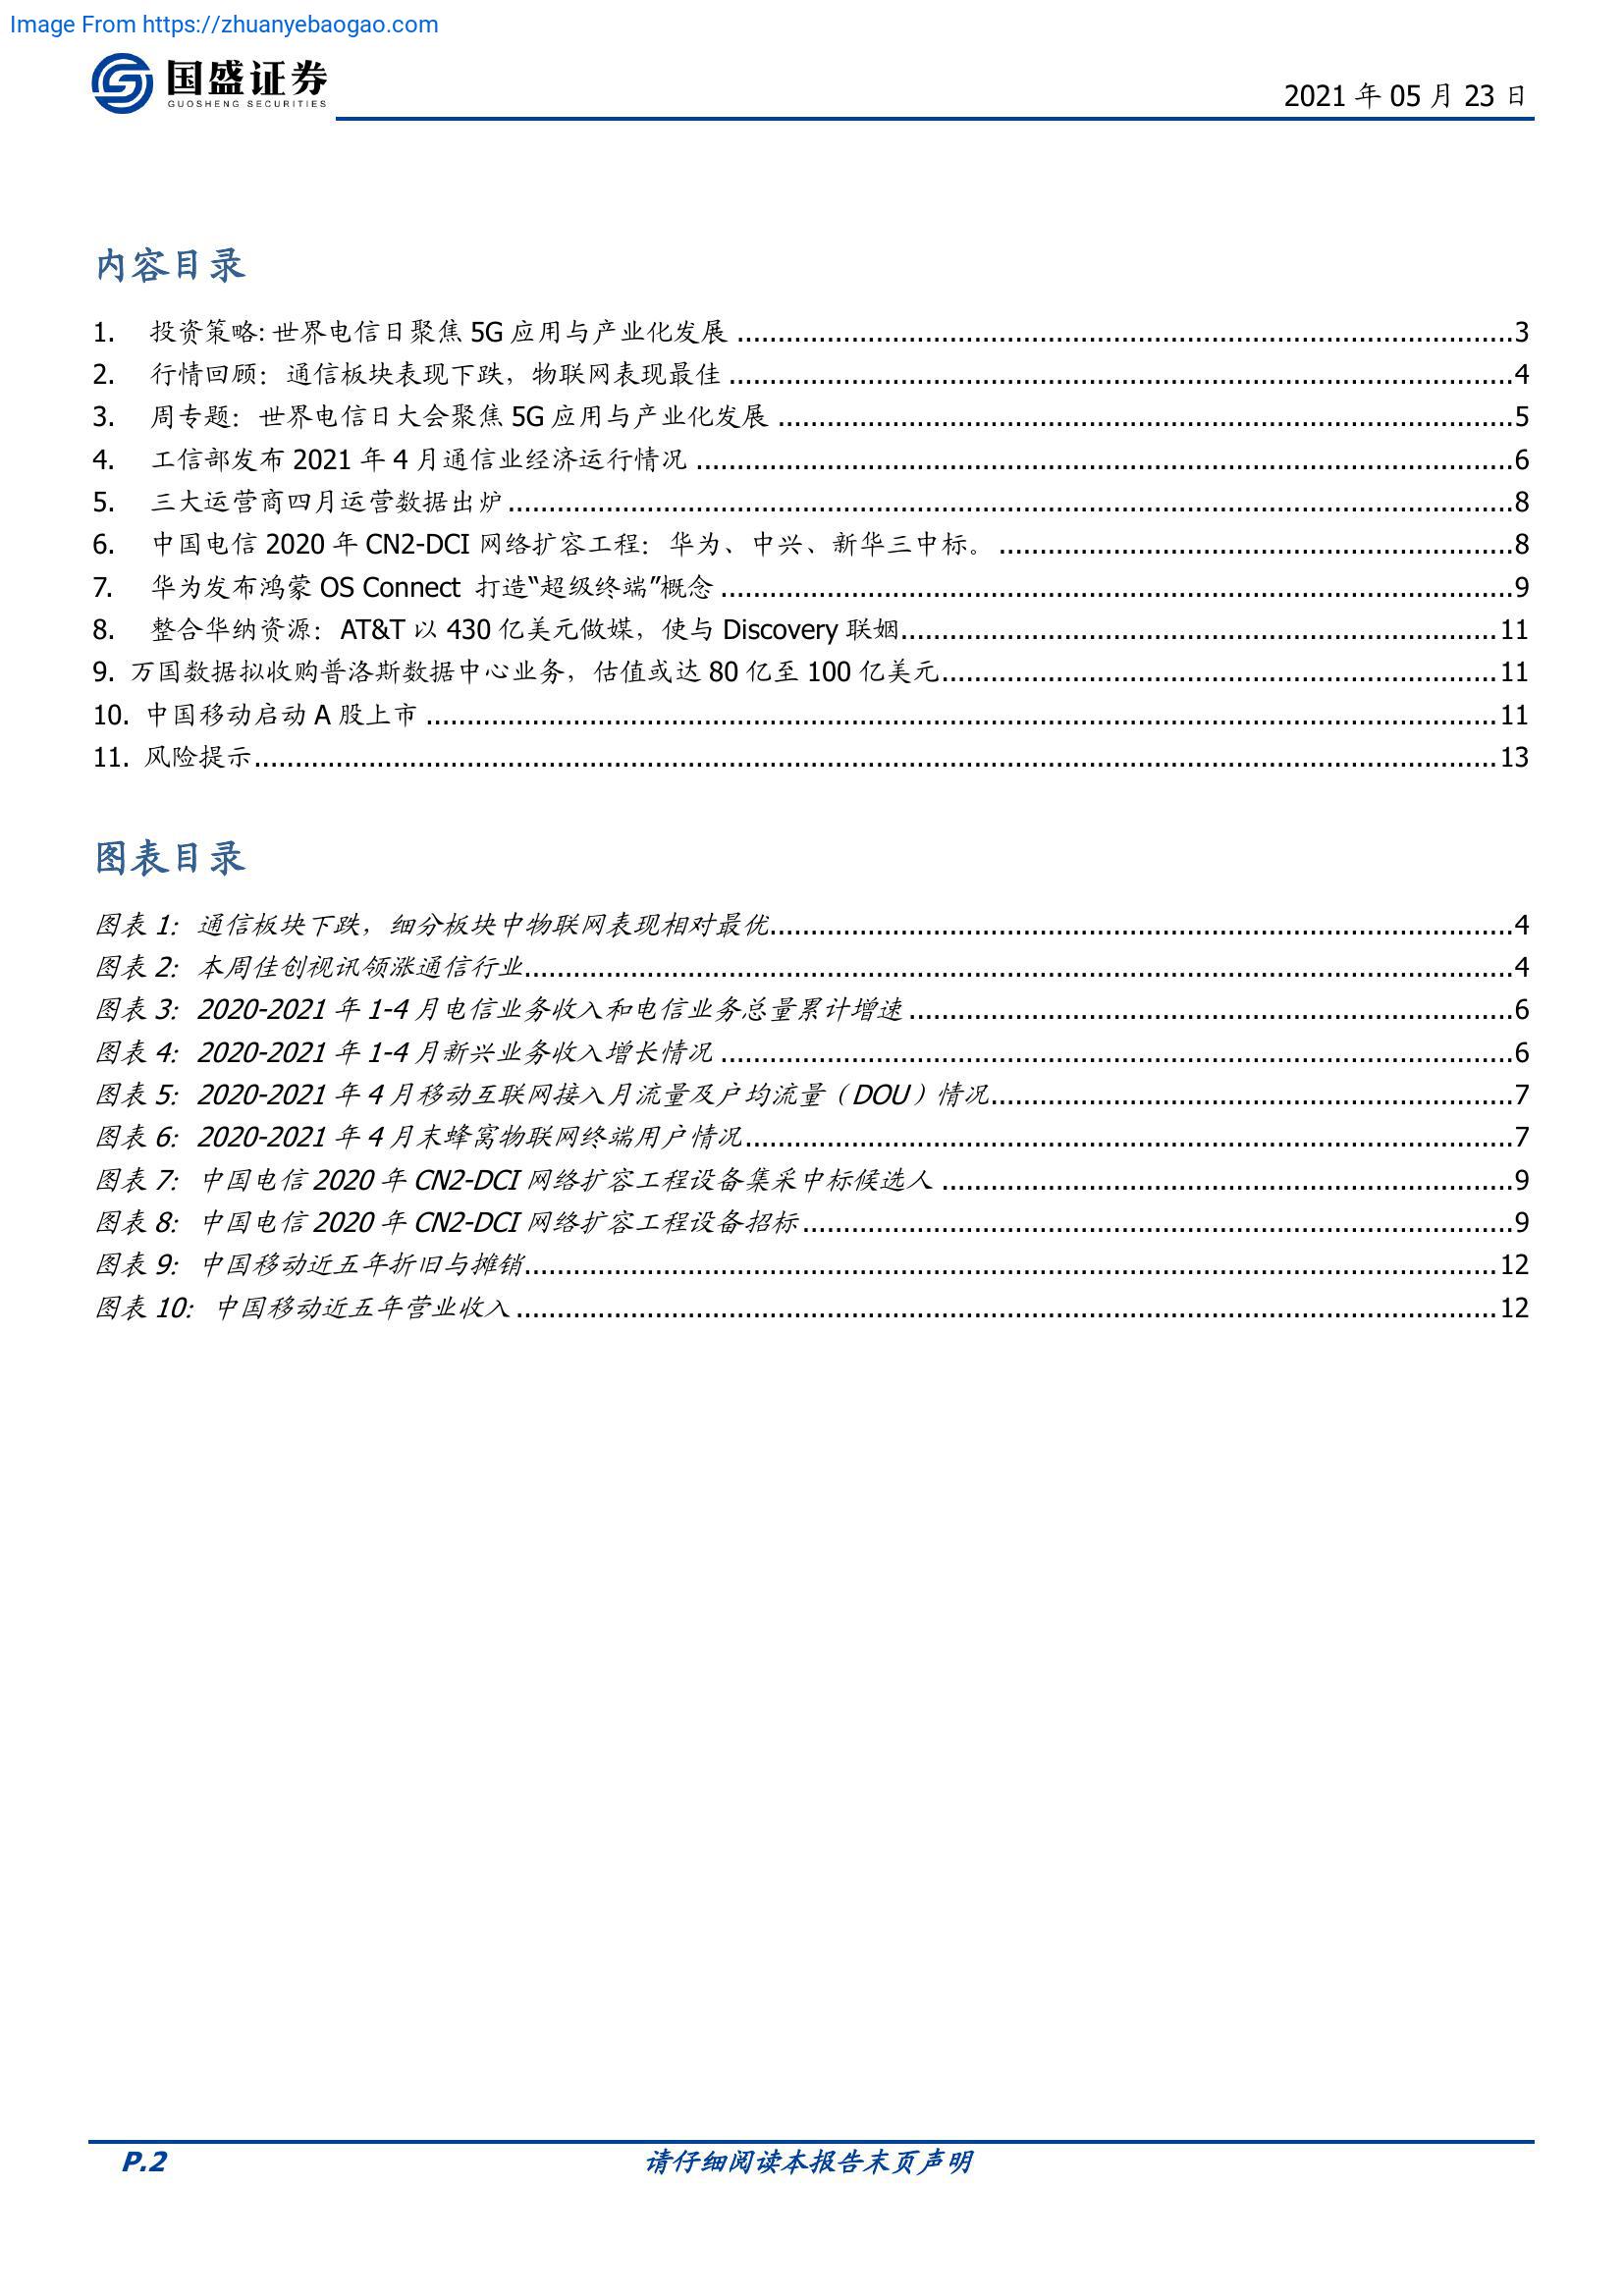 Image From https://zhuanyebaogao.com
国盛证券
GUOSHENG SECURITIES
2021 年 05 月 23 日
内容目录
1. 投资策略: 世界电信日聚焦 5G 应用与产业化发展 ........ 3
2. 行情回顾：通信板块表现下跌，物联网表现最佳 ........ 4
3. 周专题：世界电信日大会聚焦 5G 应用与产业化发展 ........ 5
4. 工信部发布 2021 年 4 月通信业经济运行情况 ........ 6
5. 三大运营商四月运营数据出炉 ........ 8
6. 中国电信 2020 年 CN2-DCI 网络扩容工程：华为、中兴、新华三中标。 ........ 8
7. 华为发布鸿蒙 OS Connect 打造“超级终端”概念 ........ 9
8. 整合华纳资源：AT&T 以 430 亿美元做媒，使与 Discovery 联姻 ........ 11
9. 万国数据拟收购普洛斯数据中心业务，估值或达 80 亿至 100 亿美元 ........ 11
10. 中国移动启动 A 股上市 ........ 11
11. 风险提示 ........ 13
图表目录
图表 1：通信板块下跌，细分板块中物联网表现相对最优 ........ 4
图表 2：本周佳创视讯领涨通信行业 ........ 4
图表 3：2020-2021 年 1-4 月电信业务收入和电信业务总量累计增速 ........ 6
图表 4：2020-2021 年 1-4 月新兴业务收入增长情况 ........ 6
图表 5：2020-2021 年 4 月移动互联网接入月流量及户均流量（DOU）情况 ........ 7
图表 6：2020-2021 年 4 月末蜂窝物联网终端用户情况 ........ 7
图表 7：中国电信 2020 年 CN2-DCI 网络扩容工程设备集采中标候选人 ........ 9
图表 8：中国电信 2020 年 CN2-DCI 网络扩容工程设备招标 ........ 9
图表 9：中国移动近五年折旧与摊销 ........ 12
图表 10：中国移动近五年营业收入 ........ 12
P.2
请仔细阅读本报告末页声明